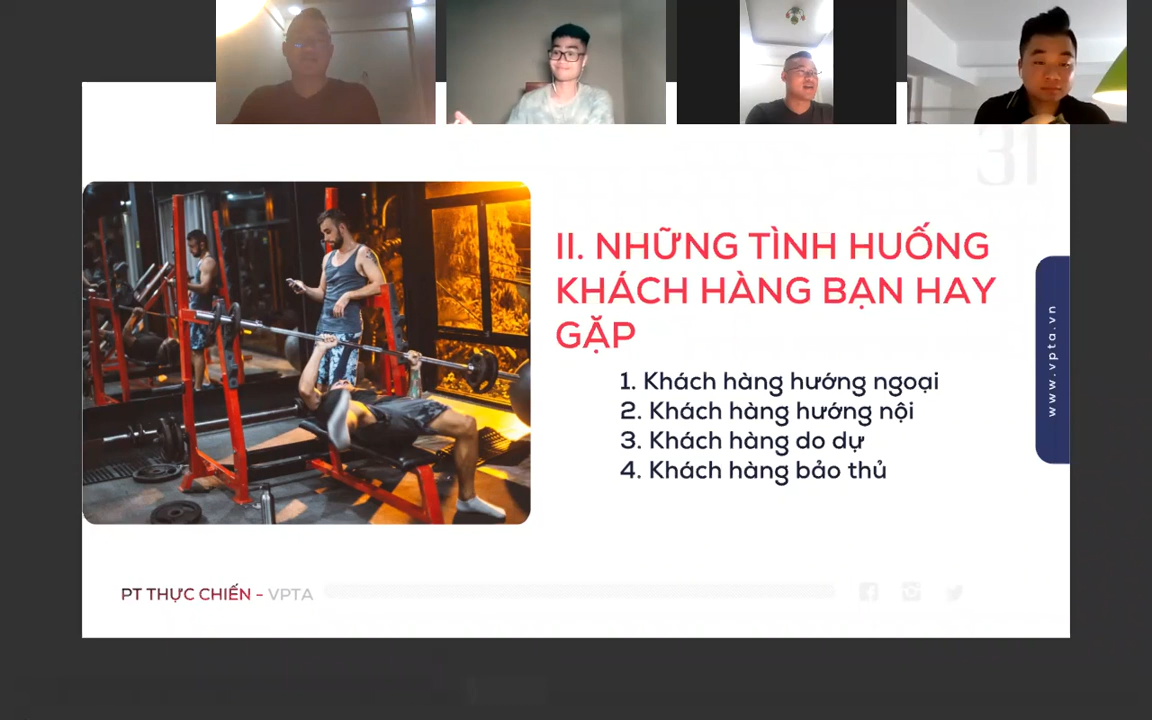 31
II. NHỮNG TÌNH HUỐNG
KHÁCH HÀNG BẠN HAY
GẶP
1. Khách hàng hướng ngoại
2. Khách hàng hướng nội
3. Khách hàng do dự
4. Khách hàng bảo thủ
www.vpta.vn
PT THỰC CHIẾN - VPTA